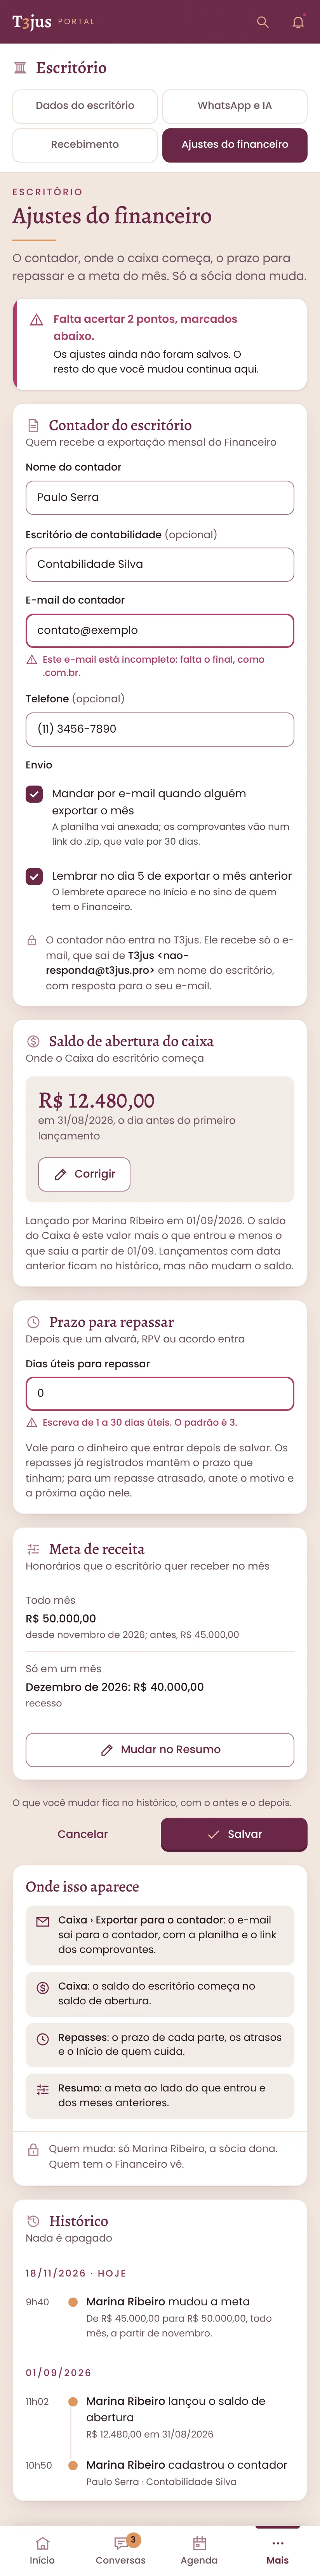 T3jus PORTAL
Escritório
Dados do escritório
WhatsApp e IA
Recebimento
Ajustes do financeiro
ESCRITÓRIO
Ajustes do financeiro
O contador, onde o caixa começa, o prazo para
repassar e a meta do mês. Só a sócia dona muda.
Falta acertar 2 pontos, marcados
abaixo.
Os ajustes ainda não foram salvos. O
resto do que você mudou continua aqui.
Contador do escritório
Quem recebe a exportação mensal do Financeiro
Nome do contador
Paulo Serra
Escritório de contabilidade (opcional)
Contabilidade Silva
E-mail do contador
contato@exemplo
Este e-mail está incompleto: falta o final, como
.com.br.
Telefone (opcional)
(11) 3456-7890
Envio
Mandar por e-mail quando alguém
exportar o mês
A planilha vai anexada; os comprovantes vão num
link do .zip, que vale por 30 dias.
Lembrar no dia 5 de exportar o mês anterior
O lembrete aparece no Início e no sino de quem
tem o Financeiro.
O contador não entra no T3jus. Ele recebe só o e-
mail, que sai de T3jus <nao-
responda@t3jus.pro> em nome do escritório,
com resposta para o seu e-mail.
Saldo de abertura do caixa
Onde o Caixa do escritório começa
R$ 12.480,00
em 31/08/2026, o dia antes do primeiro
lançamento
Corrigir
Lançado por Marina Ribeiro em 01/09/2026. O saldo
do Caixa é este valor mais o que entrou e menos o
que saiu a partir de 01/09. Lançamentos com data
anterior ficam no histórico, mas não mudam o saldo.
Prazo para repassar
Depois que um alvará, RPV ou acordo entra
Dias úteis para repassar
0
Escreva de 1 a 30 dias úteis. O padrão é 3.
Vale para o dinheiro que entrar depois de salvar. Os
repasses já registrados mantêm o prazo que
tinham; para um repasse atrasado, anote o motivo e
a próxima ação nele.
Meta de receita
Honorários que o escritório quer receber no mês
Todo mês
R$ 50.000,00
desde novembro de 2026; antes, R$ 45.000,00
Só em um mês
Dezembro de 2026: R$ 40.000,00
recesso
Mudar no Resumo
O que você mudar fica no histórico, com o antes e o depois.
Cancelar
Salvar
Onde isso aparece
Caixa › Exportar para o contador: o e-mail
sai para o contador, com a planilha e o link
dos comprovantes.
Caixa: o saldo do escritório começa no
saldo de abertura.
Repasses: o prazo de cada parte, os atrasos
e o Início de quem cuida.
Resumo: a meta ao lado do que entrou e
dos meses anteriores.
Quem muda: só Marina Ribeiro, a sócia dona.
Quem tem o Financeiro vê.
Histórico
Nada é apagado
18/11/2026 · HOJE
9h40
Marina Ribeiro mudou a meta
De R$ 45.000,00 para R$ 50.000,00, todo
mês, a partir de novembro.
01/09/2026
11h02
Marina Ribeiro lançou o saldo de
abertura
R$ 12.480,00 em 31/08/2026
10h50
Marina Ribeiro cadastrou o contador
Paulo Serra · Contabilidade Silva
3
Início
Conversas
Agenda
Mais